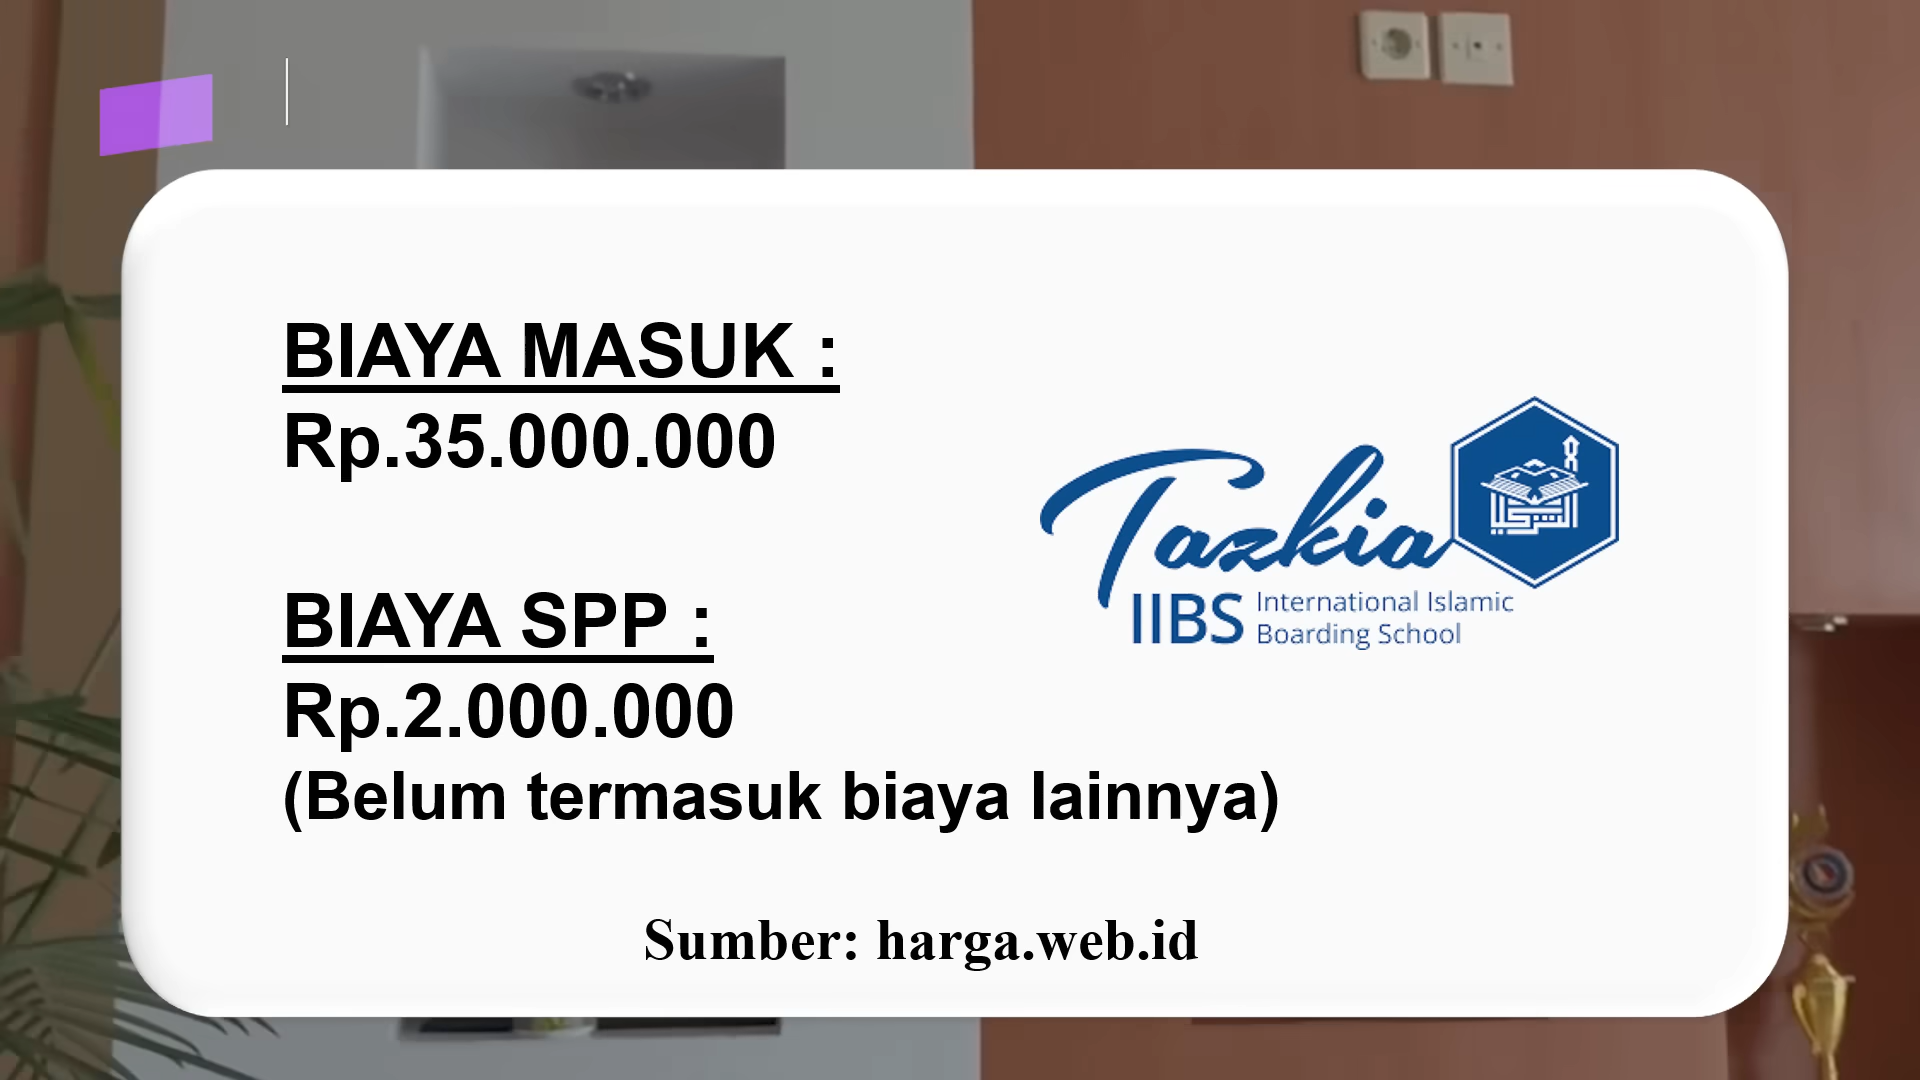 BIAYA MASUK :
Rp.35.000.000
BIAYA SPP :
Rp.2.000.000
(Belum termasuk biaya lainnya)
Tazkia
IIBS International Islamic
Boarding School
Sumber: harga.web.id